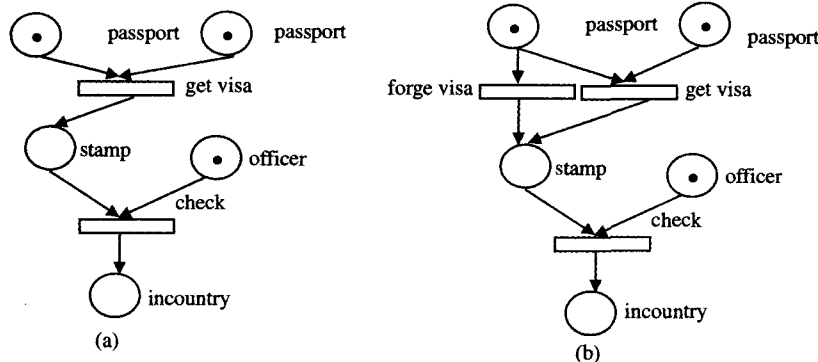 passport passport
get visa
stamp
officer
check
incountry
(a)
passport
passport
forge visa get visa
stamp
officer
check
incountry
(b)